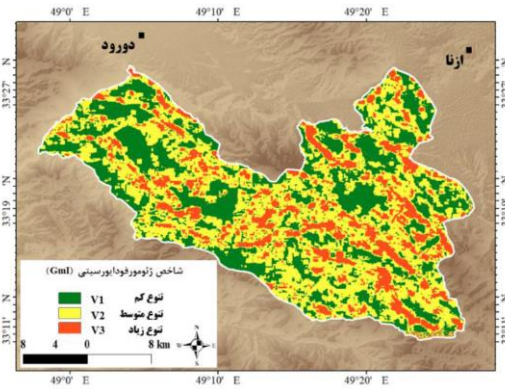 49°0' E 49°10' E 49°20' E
دورود
ازنا
33°27' N
33°19' N
33°11' N
شاخص ژئومورفودایورسیتی (GmI)
V1 تنوع کم
V2 تنوع متوسط
V3 تنوع زیاد
8 4 0 8 km
N
W E
S
49°0' E 49°10' E 49°20' E